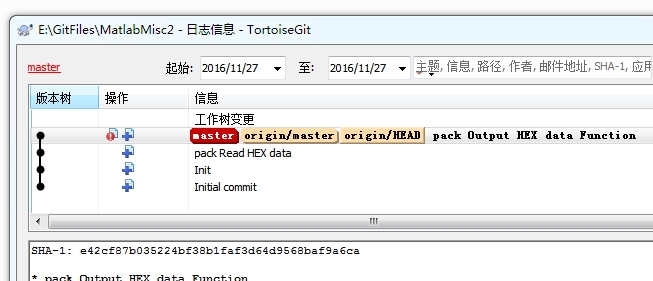 E:\GitFiles\MatlabMisc2 - 日志信息 - TortoiseGit
master 起始: 2016/11/27 至: 2016/11/27 主题, 信息, 路径, 作者, 邮件地址, SHA-1, 应用
版本树 操作 信息
工作树变更
master origin/master origin/HEAD pack Output HEX data Function
pack Read HEX data
Init
Initial commit
SHA-1: e42cf87b035224bf38b1faf3d64d9568baf9a6ca
* pack Output HEX data Function